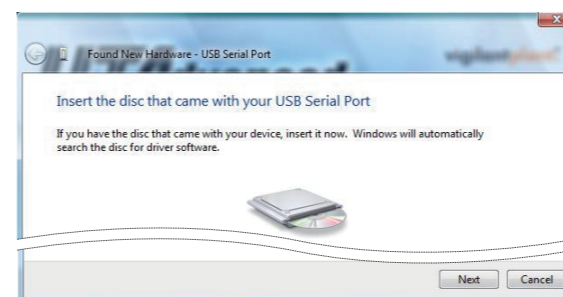 Found New Hardware - USB Serial Port
Insert the disc that came with your USB Serial Port
If you have the disc that came with your device, insert it now. Windows will automatically
search the disc for driver software.
Next
Cancel